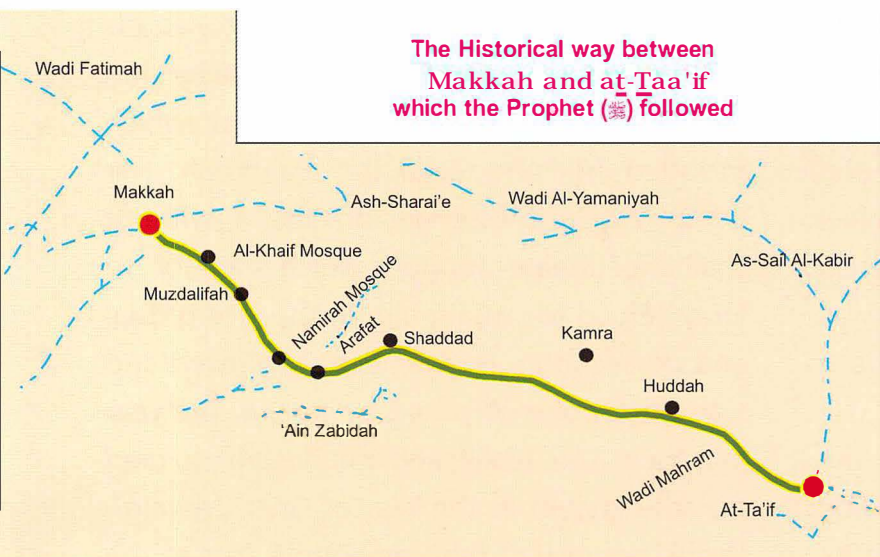 The Historical way between
Makkah and at-Taa'if
which the Prophet (ﷺ) followed
Wadi Fatimah
Makkah
Ash-Sharai'e
Wadi Al-Yamaniyah
Al-Khaif Mosque
As-Sail Al-Kabir
Muzdalifah
Namirah Mosque
Arafat
Shaddad
Kamra
Huddah
'Ain Zabidah
Wadi Mahram
At-Ta'if